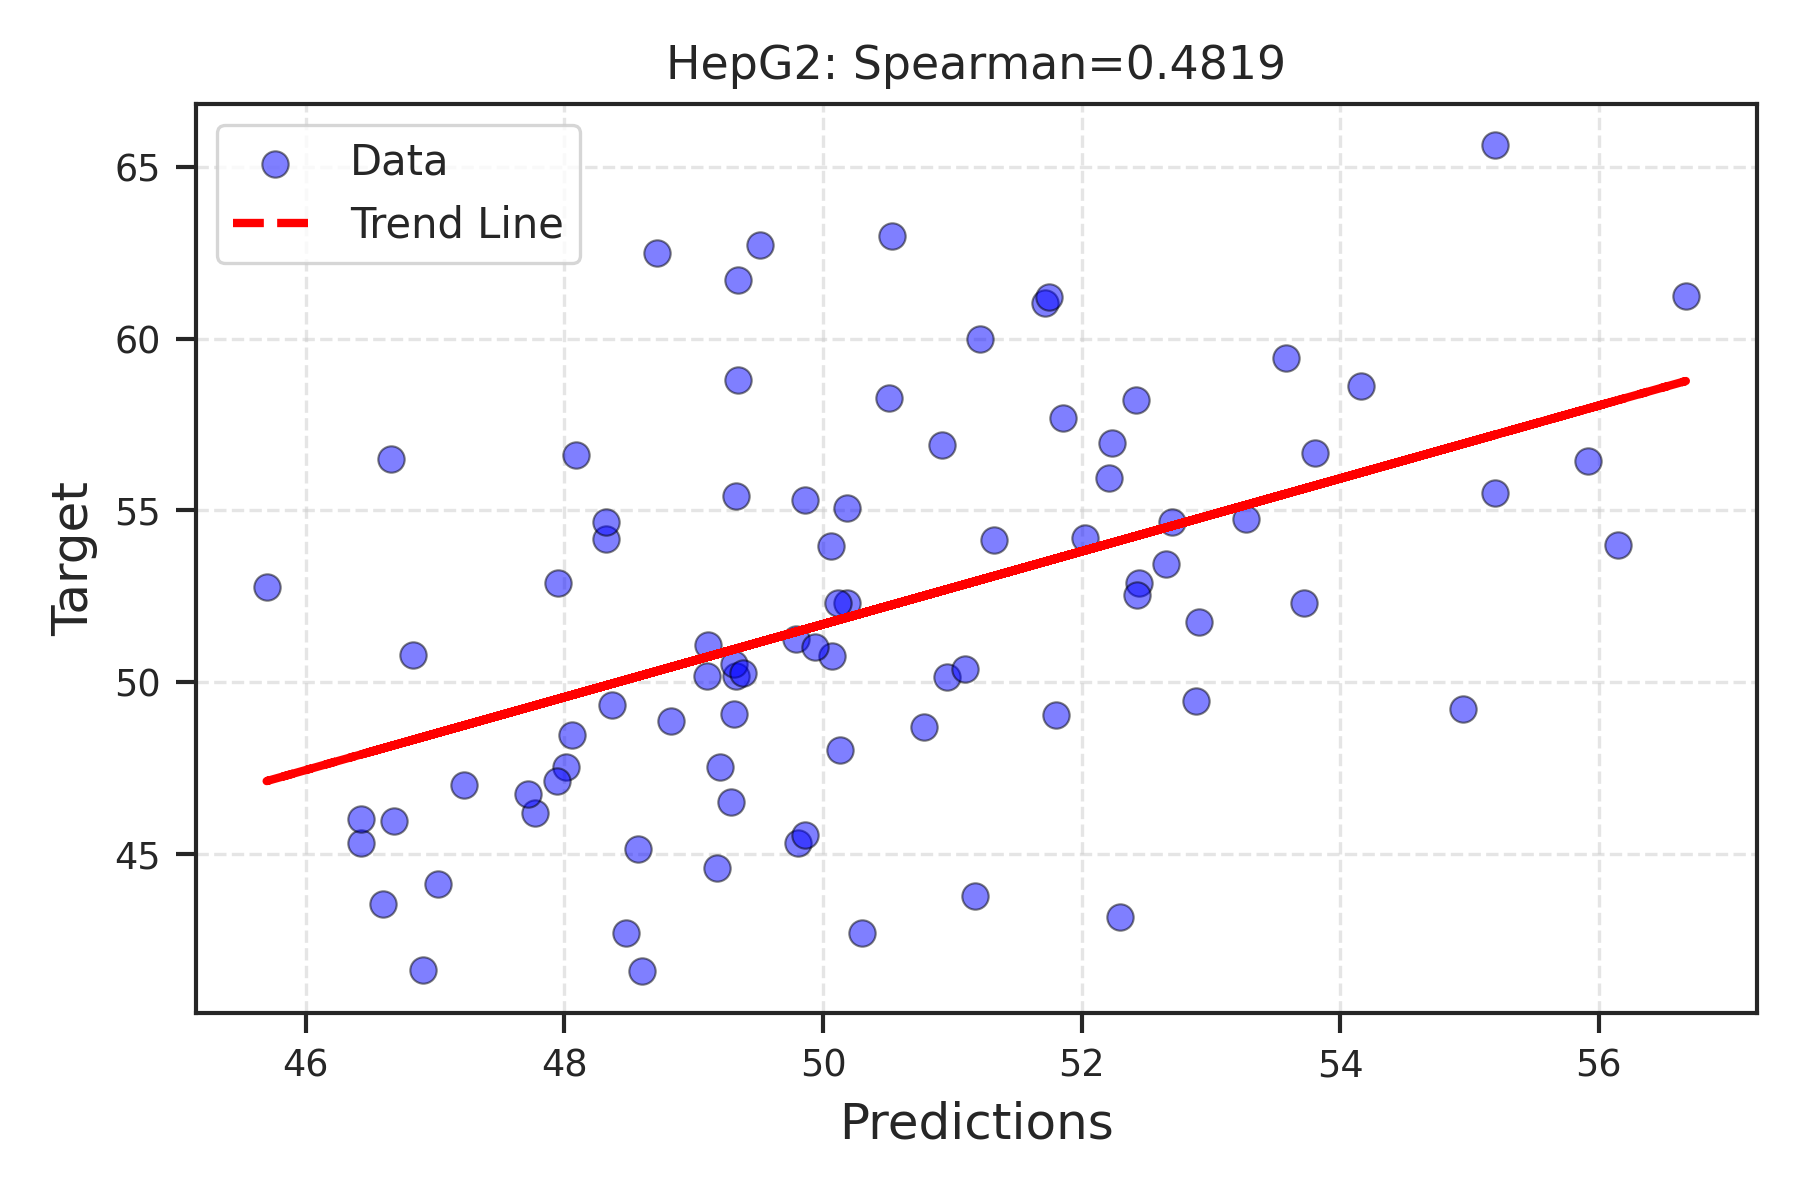 HepG2: Spearman=0.4819
Data
Trend Line
65
60
55
50
45
Target
46 48 50 52 54 56
Predictions